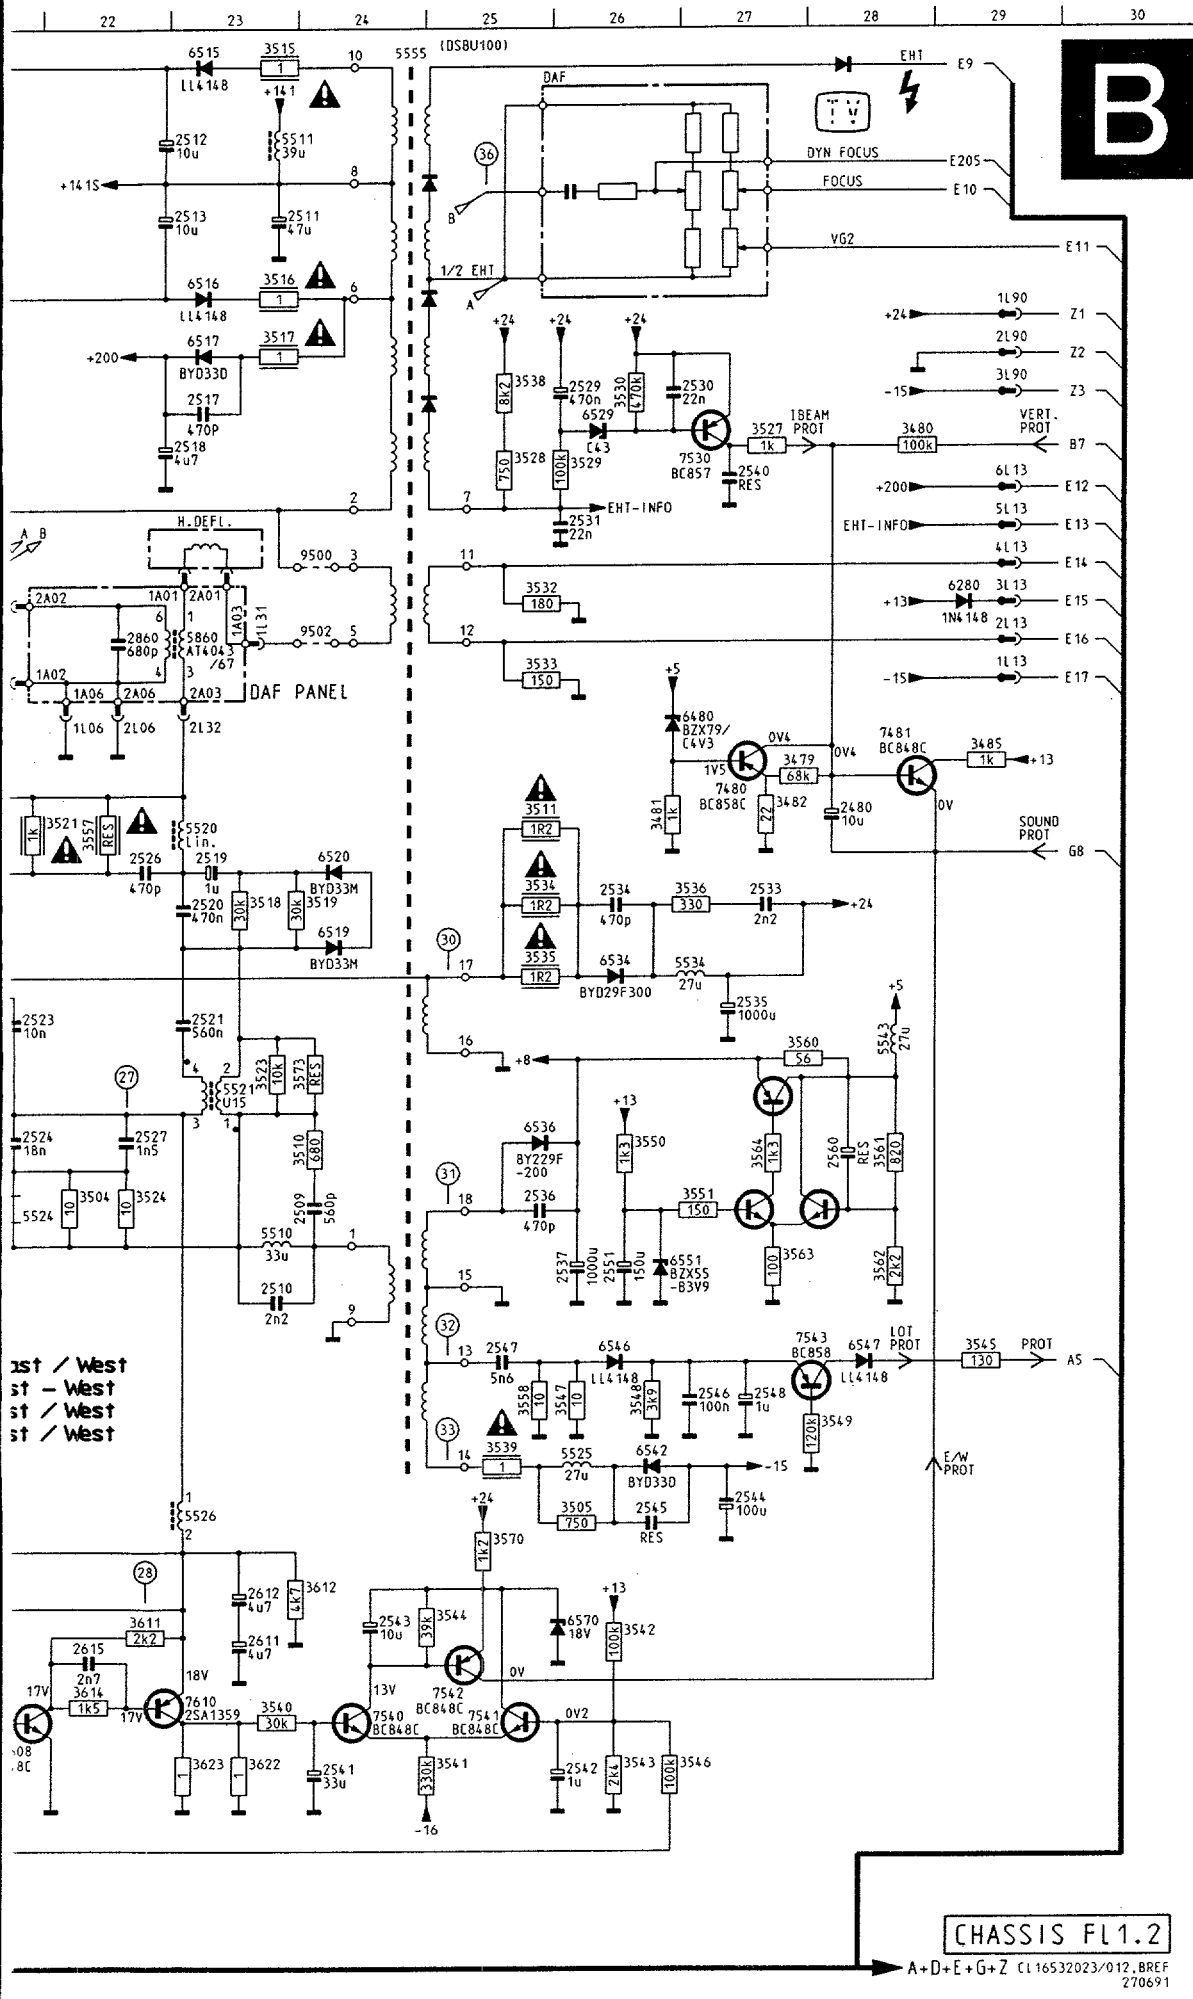 22 23 24 25 26 27 28 29 30
B
6515 3515 10 5555 (DSBU100) EHT E9
LL4148 1 DAF
+141
TV
2512 10u
5511 39u
36
DYN FOCUS E205
+141S 8 FOCUS E10
B
2513 10u
2511 47u
VG2 E11
1/2 EHT
A
6516 3516 6
LL4148 1
+24 1L90 Z1
3517
+200 6517 1
BYD33D
+24 +24 +24
2L90 Z2
3538 8k2
2529 470n
3530 470k
2530 22n
-15 3L90 Z3
2517
470P
6529
C43
7530
BC857
3527
1k
IBEAM
PROT
3480
100k
VERT.
PROT
B7
2518
4u7
3528 750
3529 100k
2540
RES
6L13
+200 E12
2 7 EHT-INFO
5L13
EHT-INFO E13
2531
22n
H.DEFL.
A B
9500 3 11
4L13
E14
2A02 1A01 2A01 1A03 1L31
3532
180
6280 3L13
+13 E15
1N4148
6 1
2860
680p
5860
AT4043
/67
4 3
9502 5 12
2L13
E16
1A02
1A06 2A06 2A03
DAF PANEL
3533
150
+5
1L13
-15 E17
1L06 2L06 2L32
6480
BZX79/
C4V3
0V4
0V4
7481
BC848C
3485
1k
+13
1V5
7480
BC858C
3479
68k
3521 1k
3557 RES
5520
Lin.
3511
1R2
3481 1k
22 3482
2480
10u
0V
SOUND
PROT
G8
2526
470p
2519
1u
6520
BYD33M
2520
470n
30k 3518
30k 3519
3534
1R2
2534
470p
3536
330
2533
2n2
+24
6519
BYD33M
30
17
3535
1R2
6534
BYD29F300
5534
27u
2535
1000u
2523
10n
2521
560n
+5
5543 27u
16
+8
3560
56
27
4 2
5521
U15
3 1
3523 10k
3573 RES
+13
2524
18n
2527
1n5
3510 680
6536
BY229F
-200
3550 1k3
3564 1k3
2560 RES
3561 820
3504 10
3524 10
5524
2509 560p
31
18
2536
470p
3551
150
5510
33u
1
2510
2n2
9
15
2537 1000u
2551 150u
6551
BZX55
-B3V9
3563 100
3562 2k2
32
13
2547
5n6
6546
LL4148
7543
BC858
6547
LL4148
LOT
PROT
3545
130
PROT
A5
ast / West
st - West
st / West
st / West
3558 10
3547 10
3548 3k9
2546
100n
2548
1u
3549 120k
33
14
3539
1
5525
27u
6542
BYD33D
-15
E/W
PROT
3505
750
2545
RES
2544
100u
1
5526
2
+24
3570 1k2
28
2612
4u7
3612 4k7
2611
4u7
2543
10u
3544 39k
6570
18V
+13
3542 100k
3611
2k2
2615
2n7
18V
17V
3614
1k5
17V
7610
2SA1359
3540
30k
13V
7540
BC848C
7542
BC848C
0V
7541
BC848C
0V2
08
8C
1 3623
1 3622
2541
33u
330k 3541
2542
1u
2k4 3543
100k 3546
-16
CHASSIS FL1.2
A+D+E+G+Z CL16532023/012.BREF
270691